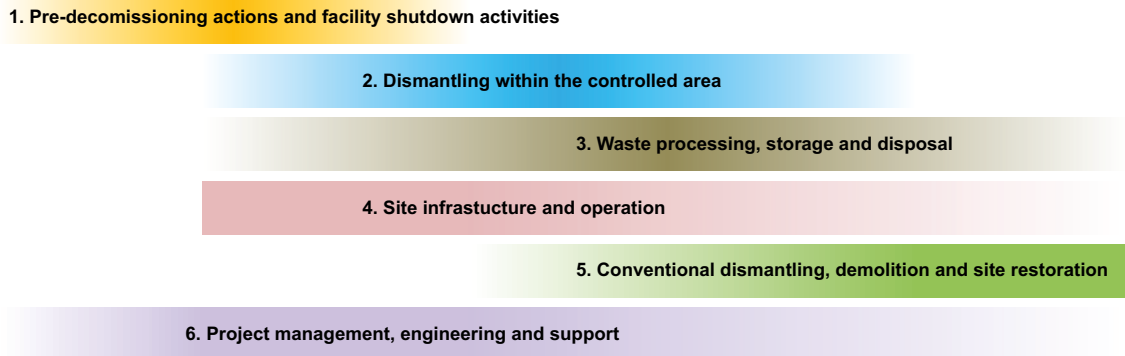 1. Pre-decomissioning actions and facility shutdown activities
2. Dismantling within the controlled area
3. Waste processing, storage and disposal
4. Site infrastucture and operation
5. Conventional dismantling, demolition and site restoration
6. Project management, engineering and support